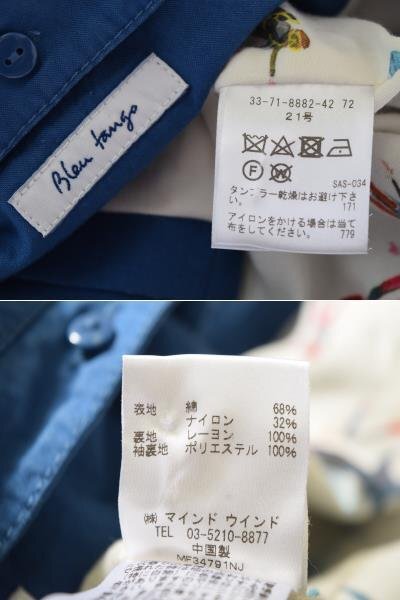 Bleu tango
33-71-8882-42 72
21号
F W
SAS-034
タンブラー乾燥はお避け下さ
い。 171
アイロンをかける場合は当て
布をしてください。 779
表地 綿 68%
ナイロン 32%
裏地 レーヨン 100%
袖裏地 ポリエステル 100%
㈱ マインド ウインド
TEL 03-5210-8877
中国製
MF34791NJ